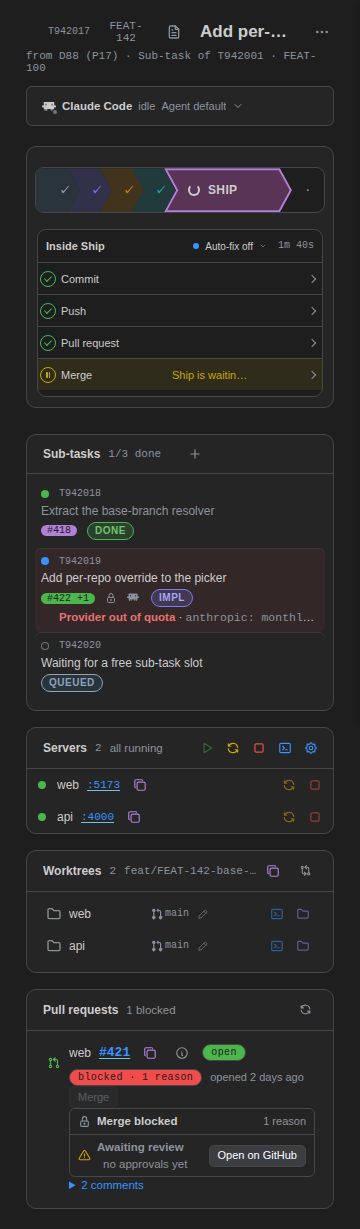 T942017 FEAT-142 Add per-…
from D88 (P17) · Sub-task of T942001 · FEAT-100
Claude Code idle Agent default
SHIP
Inside Ship Auto-fix off 1m 40s
Commit
Push
Pull request
Merge Ship is waitin…
Sub-tasks 1/3 done
T942018
Extract the base-branch resolver
#418 DONE
T942019
Add per-repo override to the picker
#422 +1 IMPL
Provider out of quota · anthropic: monthl…
T942020
Waiting for a free sub-task slot
QUEUED
Servers 2 all running
web :5173
api :4000
Worktrees 2 feat/FEAT-142-base-…
web main
api main
Pull requests 1 blocked
web #421 open
blocked · 1 reason opened 2 days ago
Merge
Merge blocked 1 reason
Awaiting review
no approvals yet
Open on GitHub
2 comments